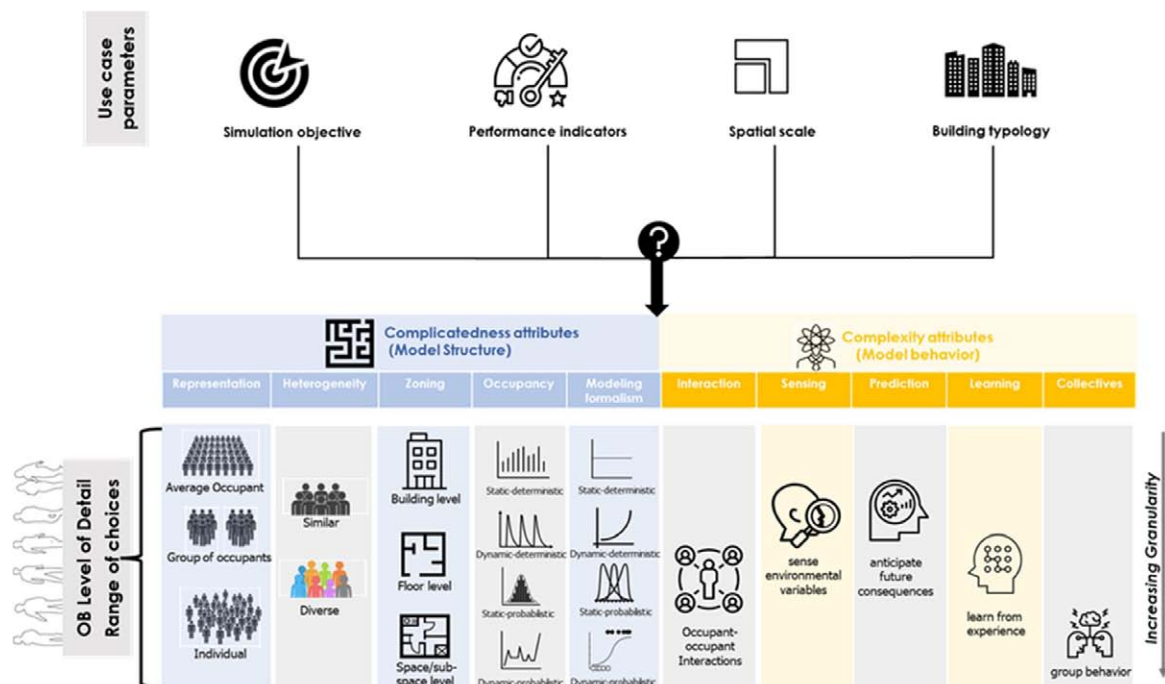 Use case
parameters
Simulation objective
Performance indicators
Spatial scale
Building typology
?
Complicatedness attributes
(Model Structure)
Complexity attributes
(Model behavior)
Representation
Heterogeneity
Zoning
Occupancy
Modeling
formalism
Interaction
Sensing
Prediction
Learning
Collectives
OB Level of Detail
Range of choices
Average Occupant
Group of occupants
Individual
Similar
Diverse
Building level
Floor level
Space/sub-
space level
Static-deterministic
Dynamic-deterministic
Static-probabilistic
Dynamic-probabilistic
Static-deterministic
Dynamic-deterministic
Static-probabilistic
Dynamic-probabilistic
Occupant-
occupant
Interactions
sense
environmental
variables
anticipate
future
consequences
learn from
experience
group behavior
Increasing Granularity